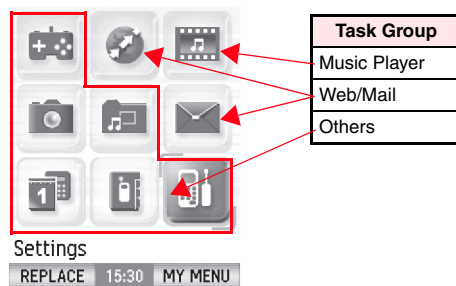 Task Group
Music Player
Web/Mail
Others
1
Settings
REPLACE 15:30 MY MENU